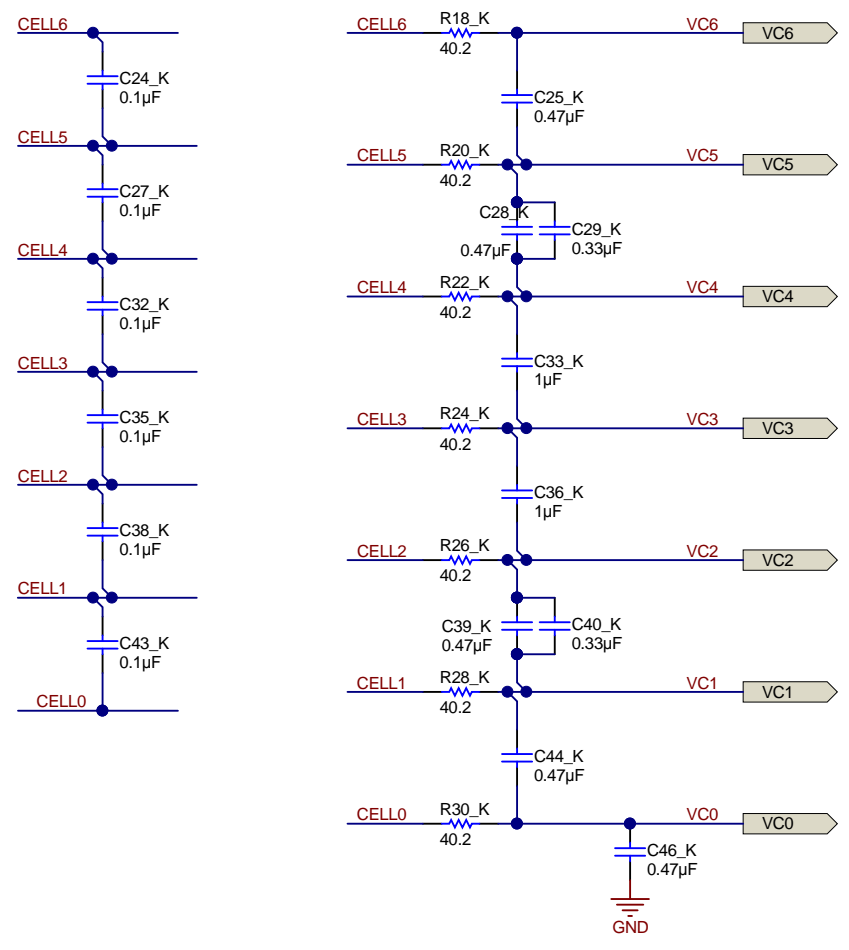 CELL6
C24_K
0.1µF
CELL5
C27_K
0.1µF
CELL4
C32_K
0.1µF
CELL3
C35_K
0.1µF
CELL2
C38_K
0.1µF
CELL1
C43_K
0.1µF
CELL0
CELL6
R18_K
40.2
VC6
VC6
C25_K
0.47µF
CELL5
R20_K
40.2
VC5
VC5
C28_K
0.47µF
C29_K
0.33µF
CELL4
R22_K
40.2
VC4
VC4
C33_K
1µF
CELL3
R24_K
40.2
VC3
VC3
C36_K
1µF
CELL2
R26_K
40.2
VC2
VC2
C39_K
0.47µF
C40_K
0.33µF
CELL1
R28_K
40.2
VC1
VC1
C44_K
0.47µF
CELL0
R30_K
40.2
VC0
VC0
C46_K
0.47µF
GND